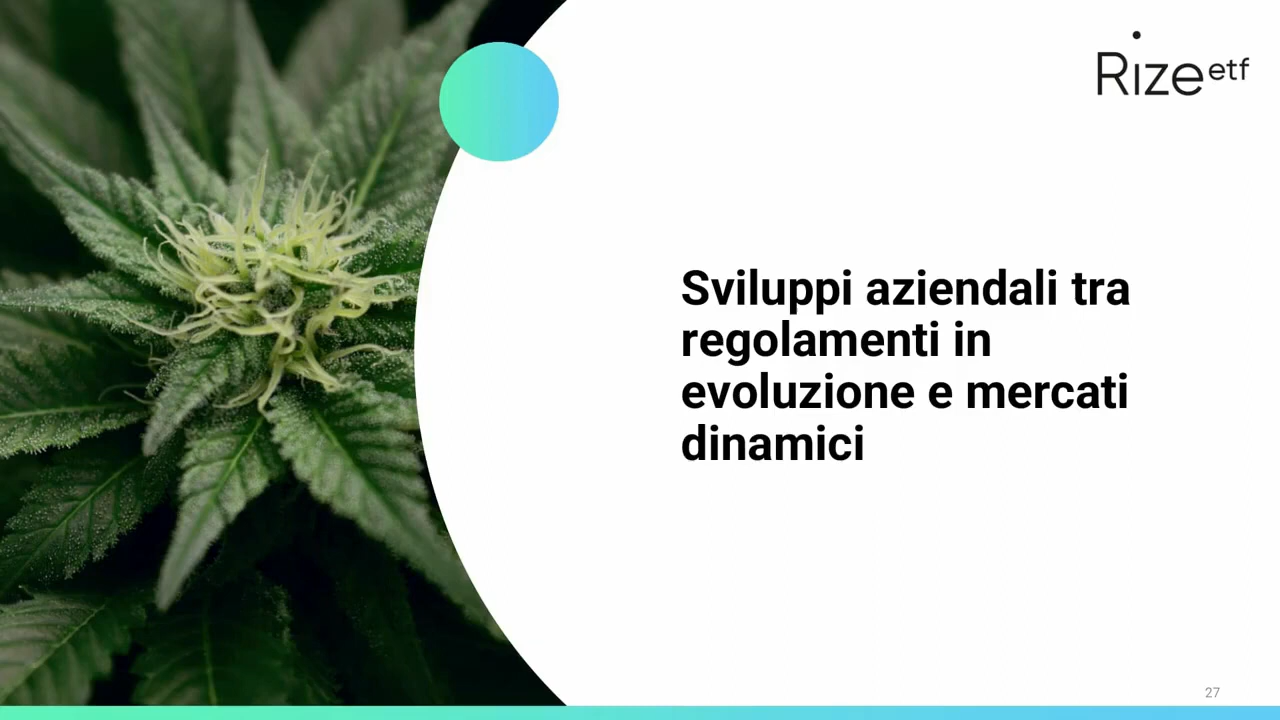 Rize etf
Sviluppi aziendali tra
regolamenti in
evoluzione e mercati
dinamici
27